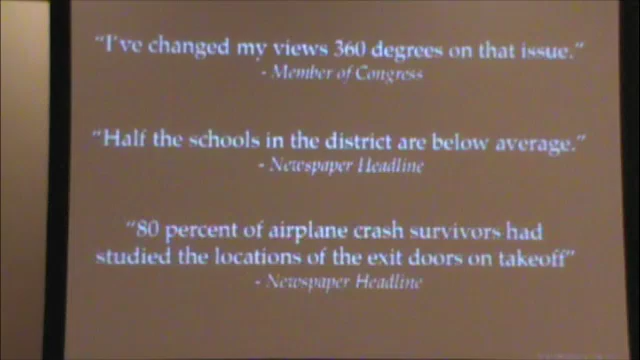 “I've changed my views 360 degrees on that issue.”
- Member of Congress
“Half the schools in the district are below average.”
- Newspaper Headline
“80 percent of airplane crash survivors had
studied the locations of the exit doors on takeoff”
- Newspaper Headline